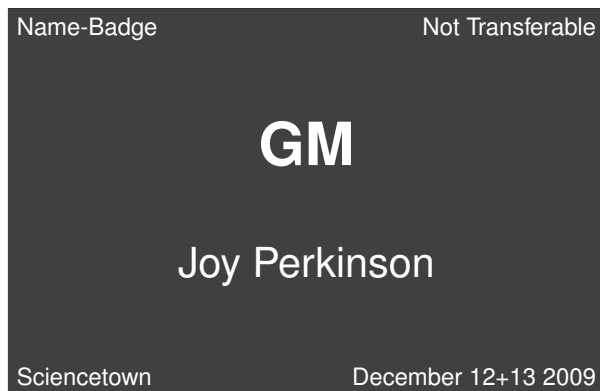 Name-Badge Not Transferable
GM
Joy Perkinson
Sciencetown December 12+13 2009